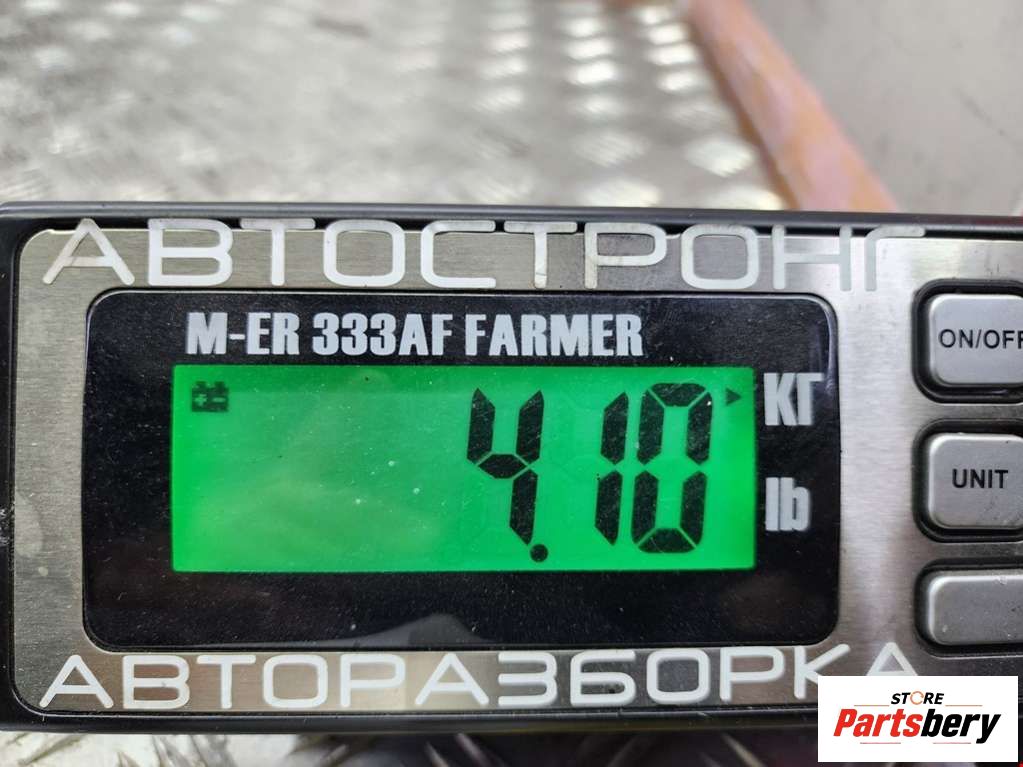 АВТОСТРОНГ
M-ER 333AF FARMER
4.10
КГ
lb
ON/OFF
UNIT
АВТОРАЗБОРКА
STORE
Partsbery